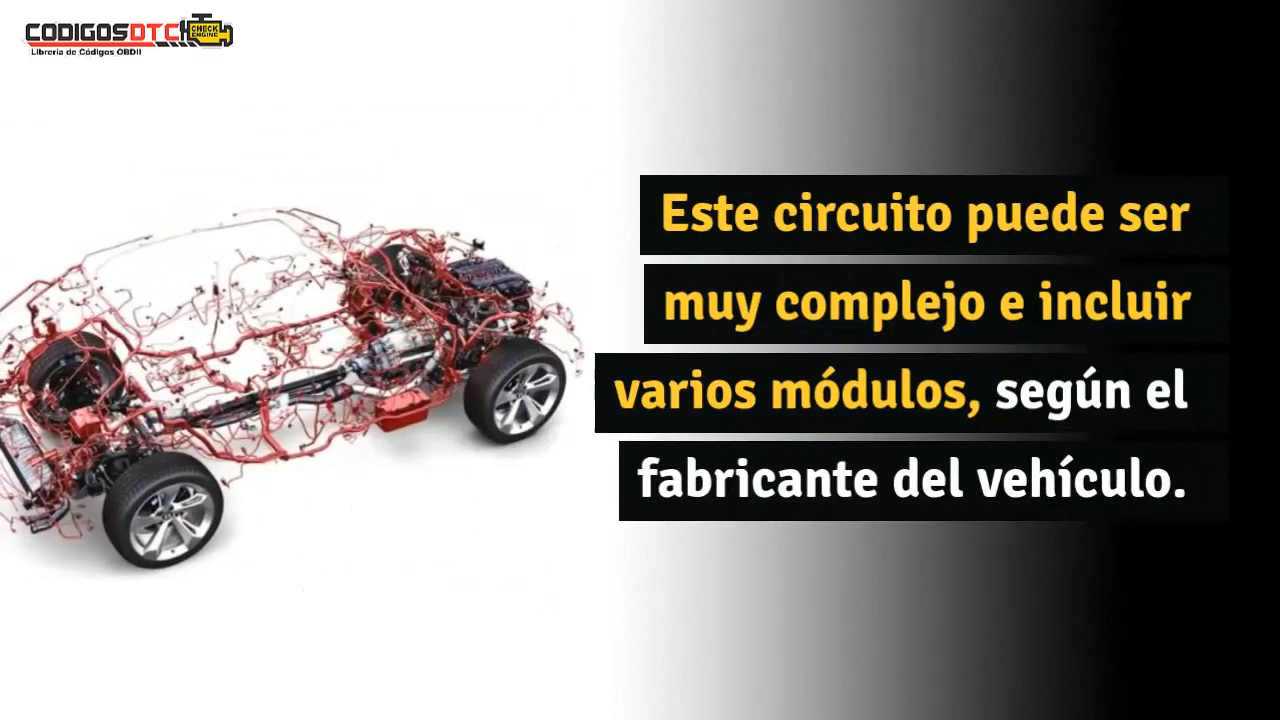 CODIGOSDTC
CHECK
ENGINE
Librería de Códigos OBDII
Este circuito puede ser
muy complejo e incluir
varios módulos, según el
fabricante del vehículo.